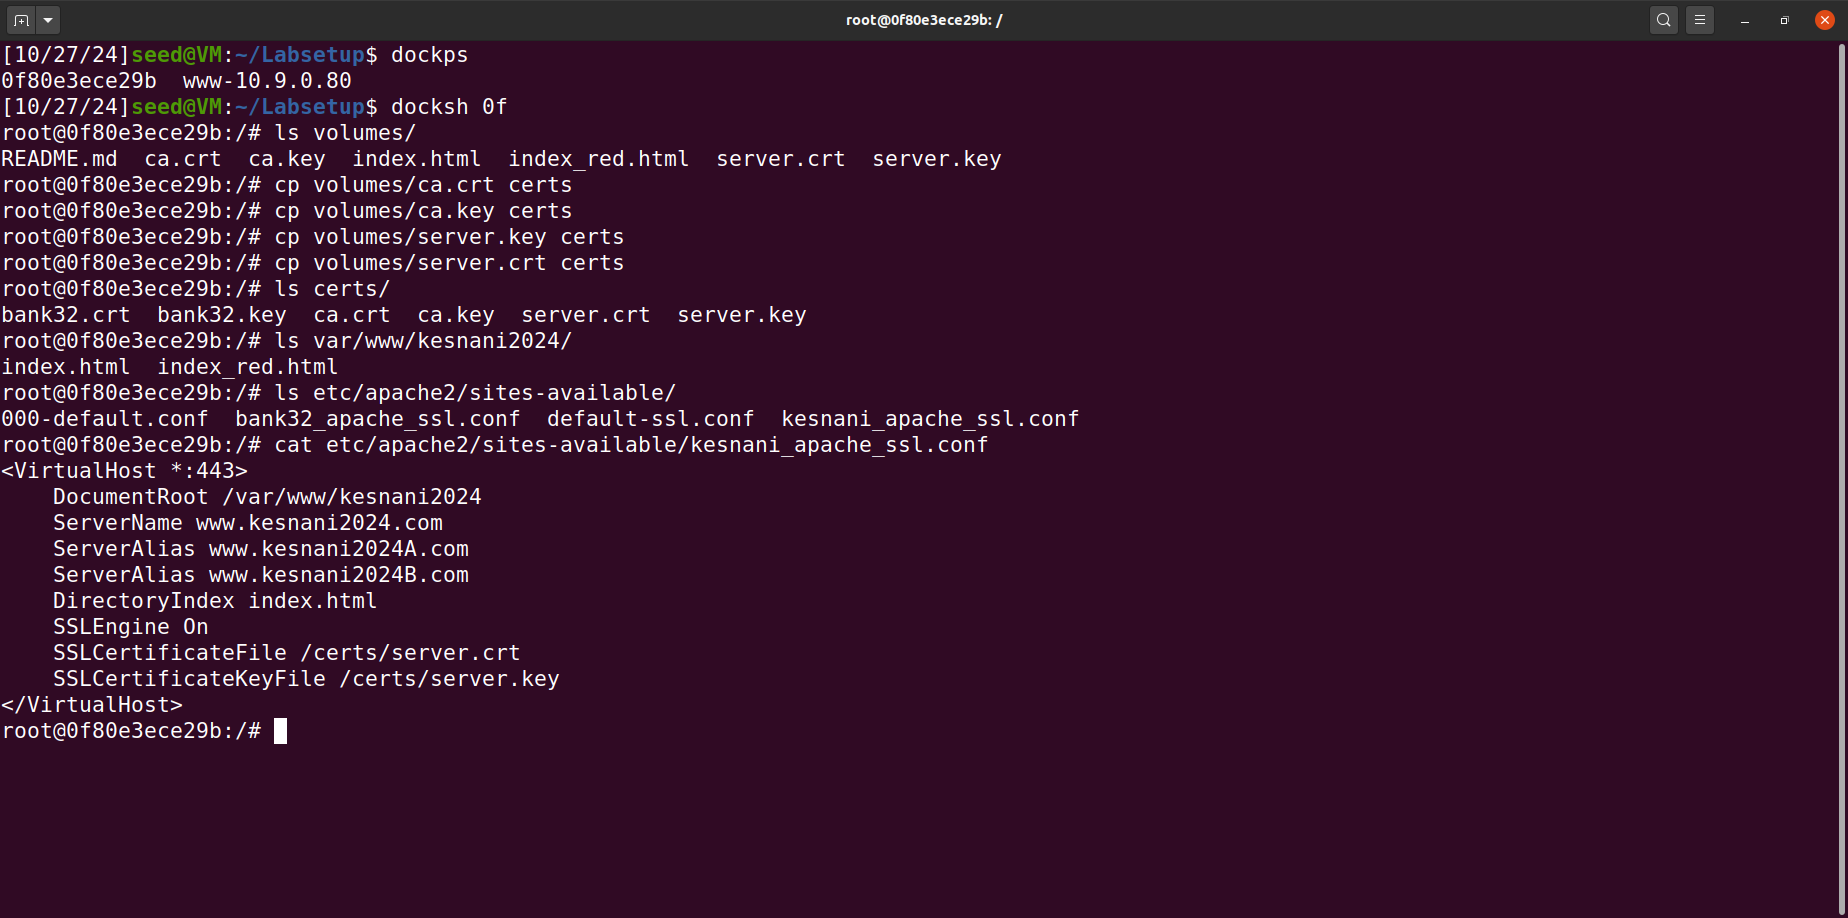 root@0f80e3ece29b: /
[10/27/24]seed@VM:~/Labsetup$ dockps
0f80e3ece29b  www-10.9.0.80
[10/27/24]seed@VM:~/Labsetup$ docksh 0f
root@0f80e3ece29b:/# ls volumes/
README.md  ca.crt  ca.key  index.html  index_red.html  server.crt  server.key
root@0f80e3ece29b:/# cp volumes/ca.crt certs
root@0f80e3ece29b:/# cp volumes/ca.key certs
root@0f80e3ece29b:/# cp volumes/server.key certs
root@0f80e3ece29b:/# cp volumes/server.crt certs
root@0f80e3ece29b:/# ls certs/
bank32.crt  bank32.key  ca.crt  ca.key  server.crt  server.key
root@0f80e3ece29b:/# ls var/www/kesnani2024/
index.html  index_red.html
root@0f80e3ece29b:/# ls etc/apache2/sites-available/
000-default.conf  bank32_apache_ssl.conf  default-ssl.conf  kesnani_apache_ssl.conf
root@0f80e3ece29b:/# cat etc/apache2/sites-available/kesnani_apache_ssl.conf
<VirtualHost *:443>
    DocumentRoot /var/www/kesnani2024
    ServerName www.kesnani2024.com
    ServerAlias www.kesnani2024A.com
    ServerAlias www.kesnani2024B.com
    DirectoryIndex index.html
    SSLEngine On
    SSLCertificateFile /certs/server.crt
    SSLCertificateKeyFile /certs/server.key
</VirtualHost>
root@0f80e3ece29b:/#